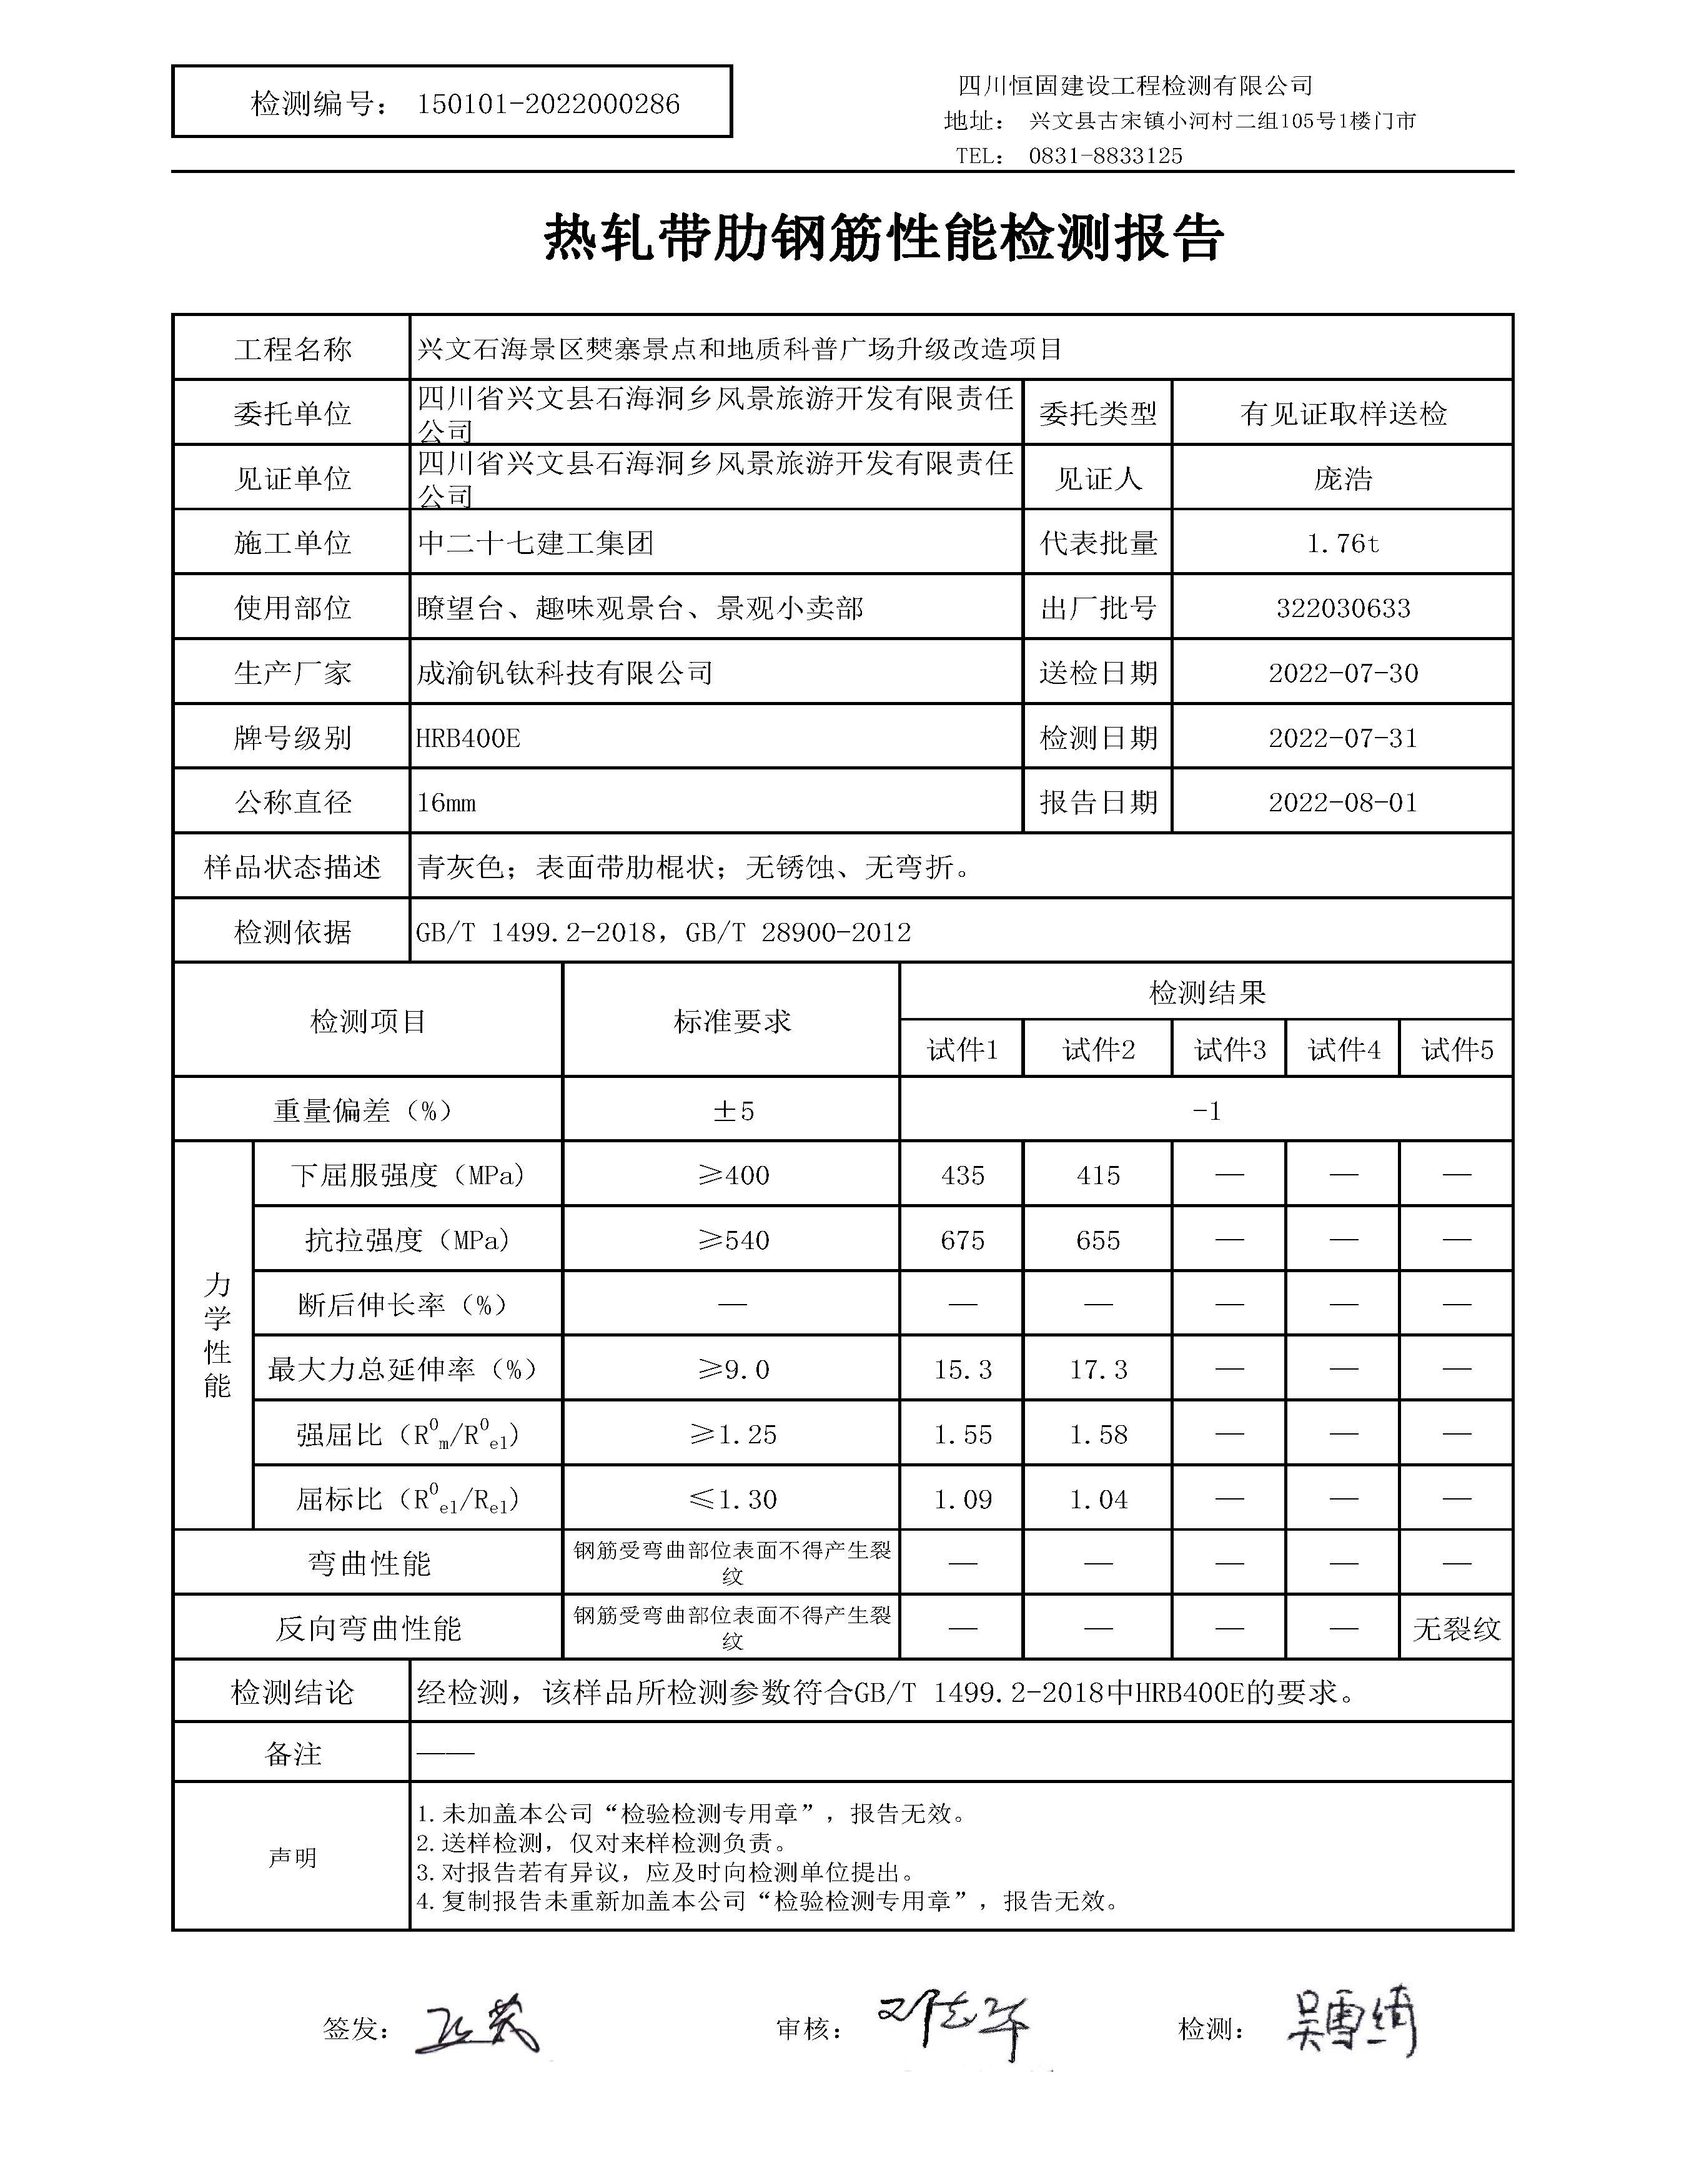 检测编号： 150101-2022000286
四川恒固建设工程检测有限公司
地址： 兴文县古宋镇小河村二组105号1楼门市
TEL： 0831-8833125
热轧带肋钢筋性能检测报告
工程名称 兴文石海景区僰寨景点和地质科普广场升级改造项目
委托单位 四川省兴文县石海洞乡风景旅游开发有限责任公司 委托类型 有见证取样送检
见证单位 四川省兴文县石海洞乡风景旅游开发有限责任公司 见证人 庞浩
施工单位 中二十七建工集团 代表批量 1.76t
使用部位 瞭望台、趣味观景台、景观小卖部 出厂批号 322030633
生产厂家 成渝钒钛科技有限公司 送检日期 2022-07-30
牌号级别 HRB400E 检测日期 2022-07-31
公称直径 16mm 报告日期 2022-08-01
样品状态描述 青灰色；表面带肋棍状；无锈蚀、无弯折。
检测依据 GB/T 1499.2-2018，GB/T 28900-2012
检测项目 标准要求 检测结果
试件1 试件2 试件3 试件4 试件5
重量偏差（%） ±5 -1
力学性能
下屈服强度（MPa) ≥400 435 415 — — —
抗拉强度（MPa) ≥540 675 655 — — —
断后伸长率（%） — — — — — —
最大力总延伸率（%） ≥9.0 15.3 17.3 — — —
强屈比（R⁰m/R⁰el) ≥1.25 1.55 1.58 — — —
屈标比（R⁰el/Rel) ≤1.30 1.09 1.04 — — —
弯曲性能 钢筋受弯曲部位表面不得产生裂纹 — — — — —
反向弯曲性能 钢筋受弯曲部位表面不得产生裂纹 — — — — 无裂纹
检测结论 经检测，该样品所检测参数符合GB/T 1499.2-2018中HRB400E的要求。
备注 ——
声明
1.未加盖本公司“检验检测专用章”，报告无效。
2.送样检测，仅对来样检测负责。
3.对报告若有异议，应及时向检测单位提出。
4.复制报告未重新加盖本公司“检验检测专用章”，报告无效。
签发： 审核： 检测： 吴雪绮